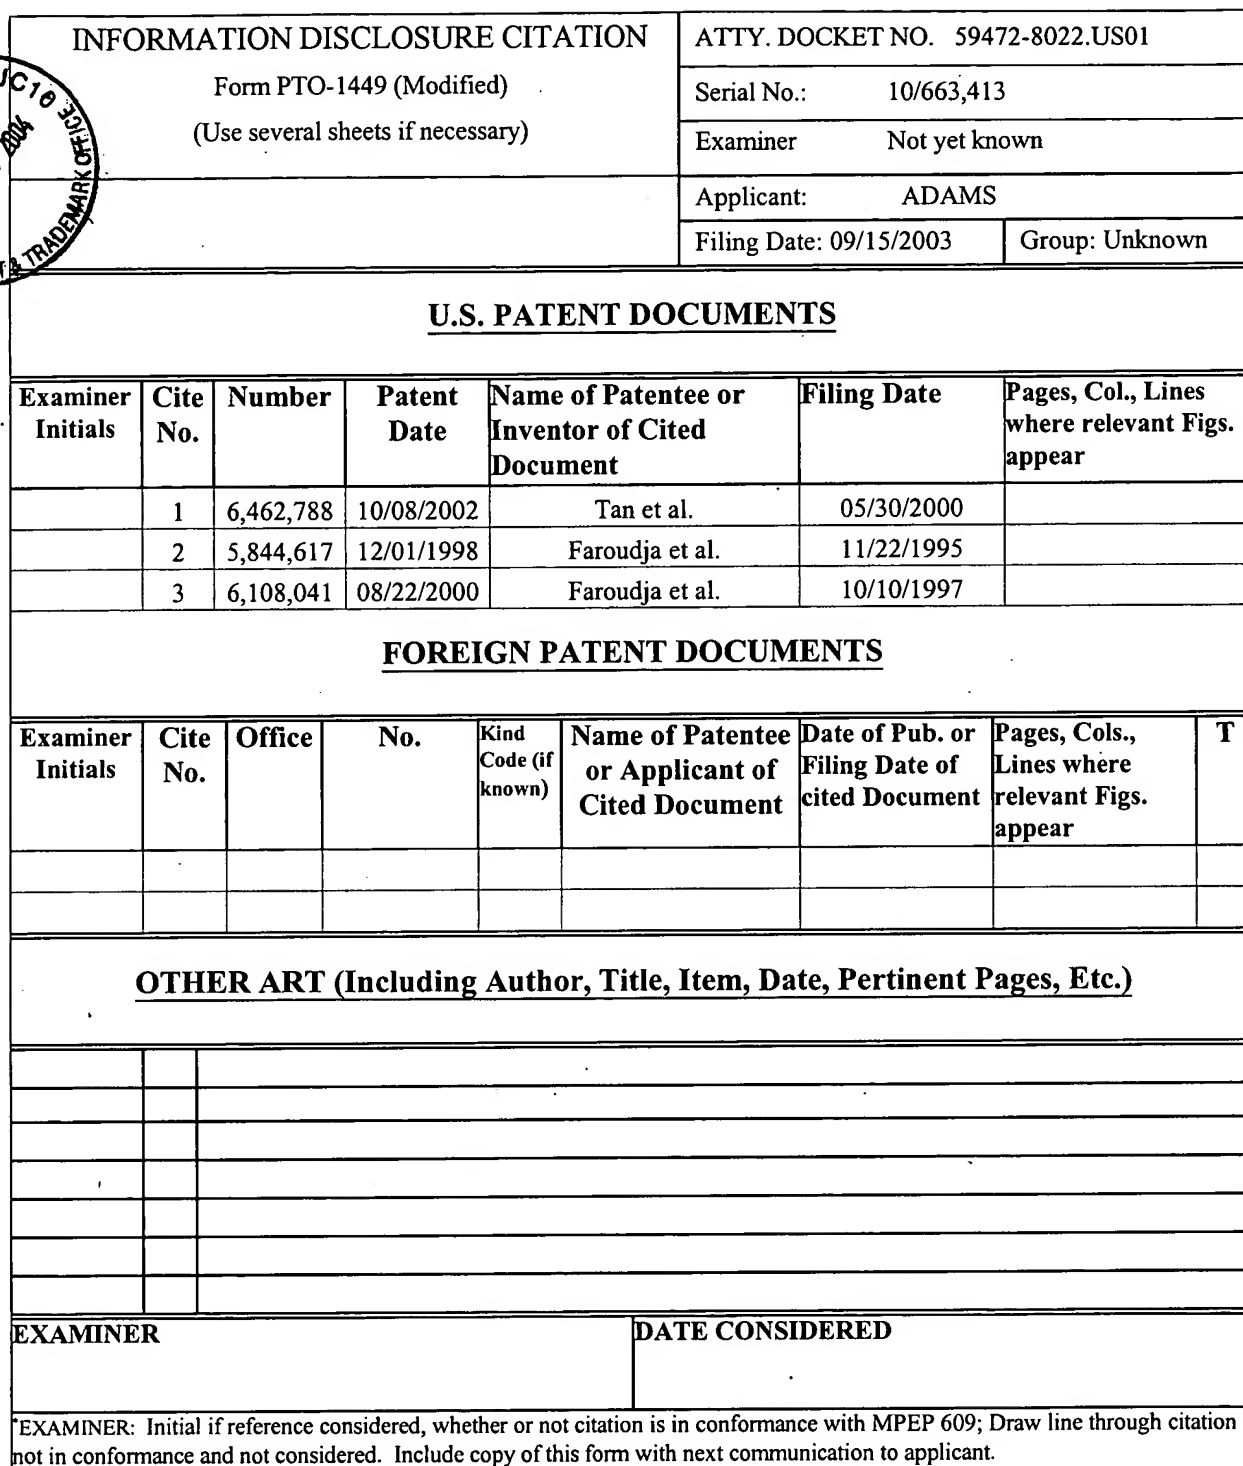 INFORMATION DISCLOSURE CITATION
Form PTO-1449 (Modified)
(Use several sheets if necessary)
ATTY. DOCKET NO. 59472-8022.US01
Serial No.: 10/663,413
Examiner Not yet known
Applicant: ADAMS
Filing Date: 09/15/2003 Group: Unknown
2004
TRADEMARK OFFICE
U.S. PATENT DOCUMENTS
Examiner Initials Cite No. Number Patent Date Name of Patentee or Inventor of Cited Document Filing Date Pages, Col., Lines where relevant Figs. appear
1 6,462,788 10/08/2002 Tan et al. 05/30/2000
2 5,844,617 12/01/1998 Faroudja et al. 11/22/1995
3 6,108,041 08/22/2000 Faroudja et al. 10/10/1997
FOREIGN PATENT DOCUMENTS
Examiner Initials Cite No. Office No. Kind Code (if known) Name of Patentee or Applicant of Cited Document Date of Pub. or Filing Date of cited Document Pages, Cols., Lines where relevant Figs. appear T
OTHER ART (Including Author, Title, Item, Date, Pertinent Pages, Etc.)
EXAMINER DATE CONSIDERED
*EXAMINER: Initial if reference considered, whether or not citation is in conformance with MPEP 609; Draw line through citation
not in conformance and not considered. Include copy of this form with next communication to applicant.